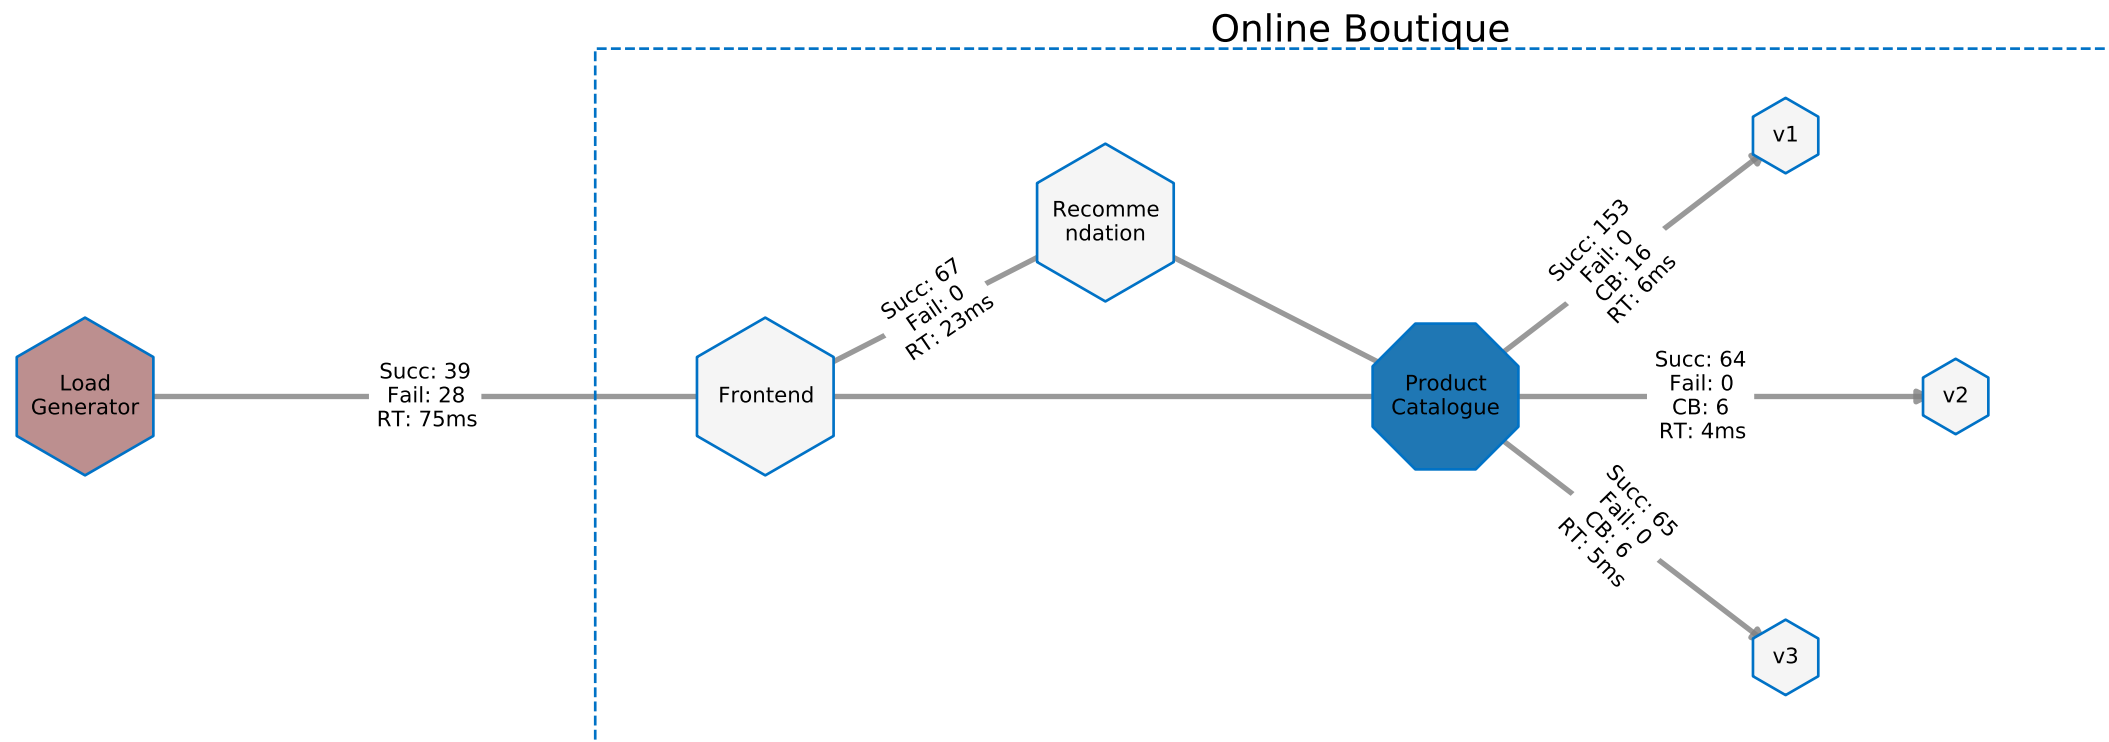 Online Boutique
Load
Generator
Succ: 39
Fail: 28
RT: 75ms
Frontend
Succ: 67
Fail: 0
RT: 23ms
Recomme
ndation
Product
Catalogue
Succ: 153
Fail: 0
CB: 16
RT: 6ms
v1
Succ: 64
Fail: 0
CB: 6
RT: 4ms
v2
Succ: 65
Fail: 0
CB: 6
RT: 5ms
v3